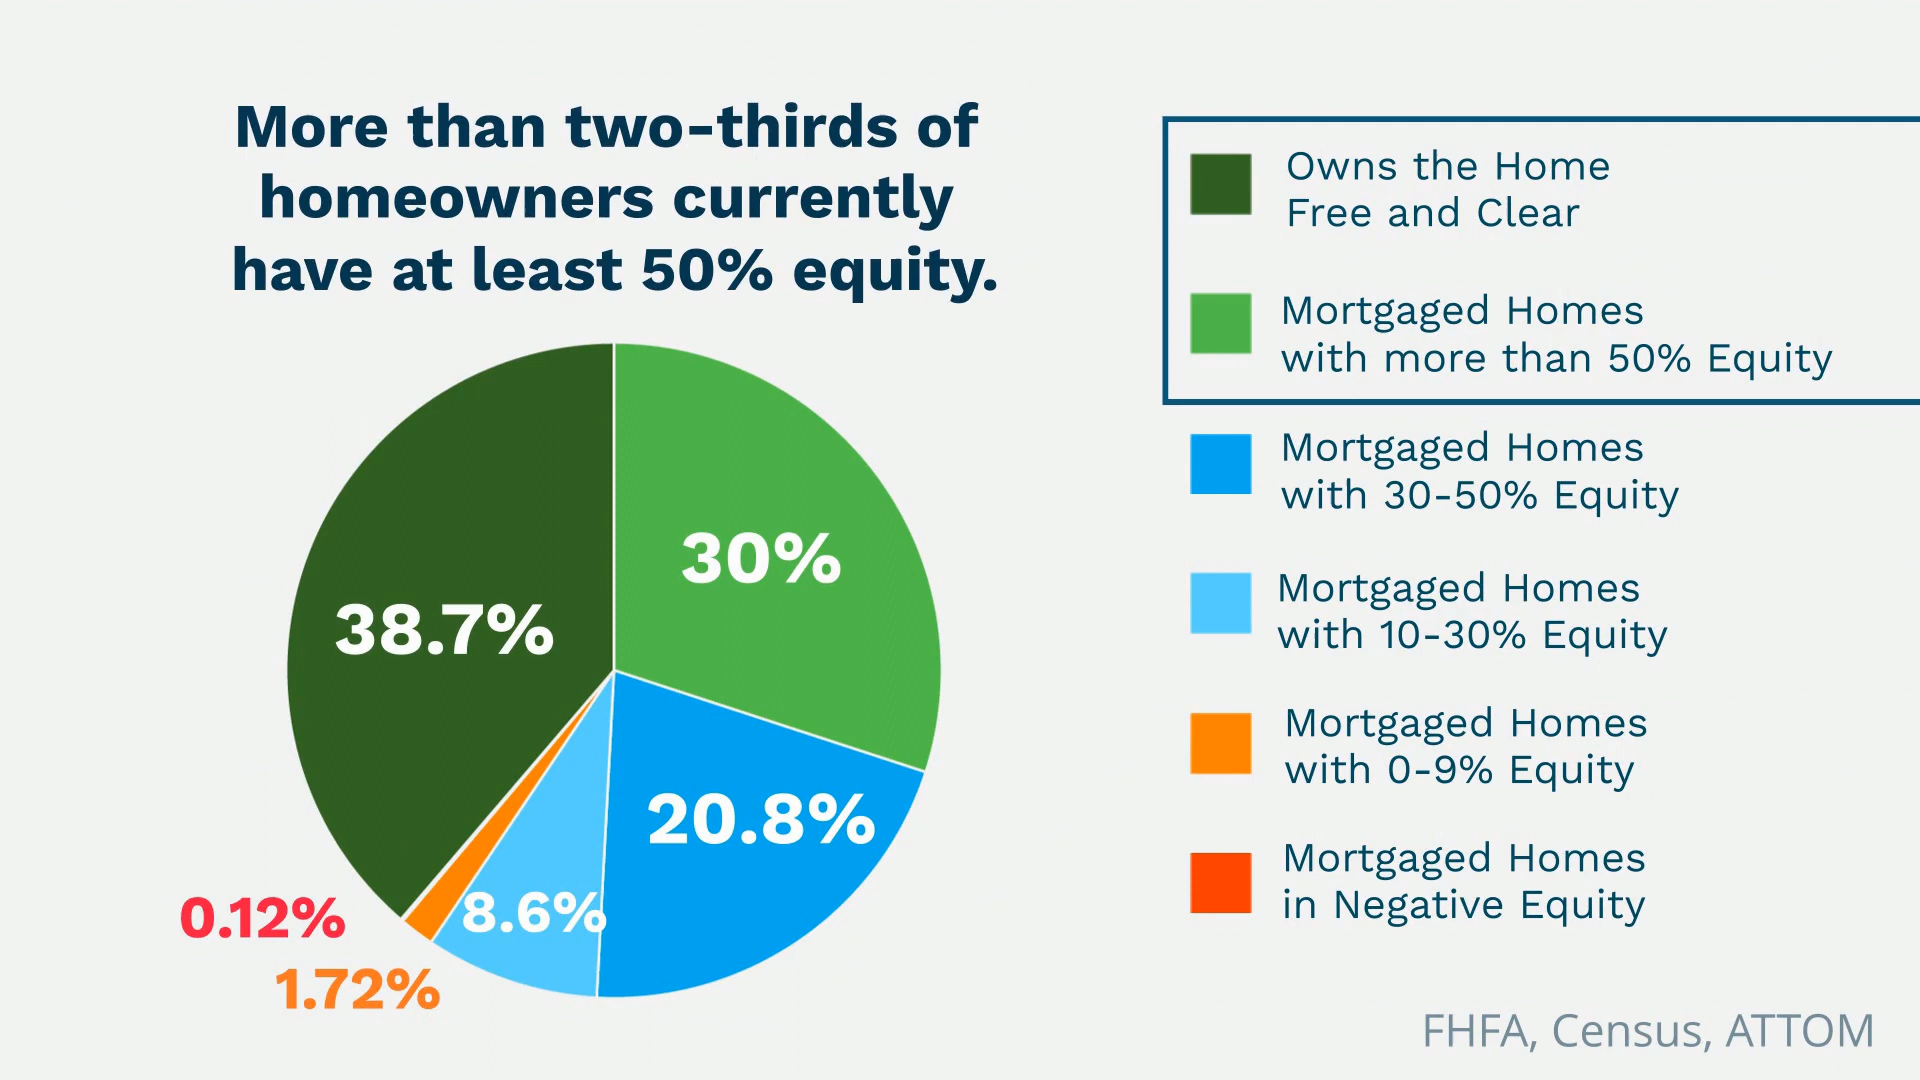 More than two-thirds of
homeowners currently
have at least 50% equity.
30%
38.7%
20.8%
8.6%
0.12%
1.72%
Owns the Home
Free and Clear
Mortgaged Homes
with more than 50% Equity
Mortgaged Homes
with 30-50% Equity
Mortgaged Homes
with 10-30% Equity
Mortgaged Homes
with 0-9% Equity
Mortgaged Homes
in Negative Equity
FHFA, Census, ATTOM